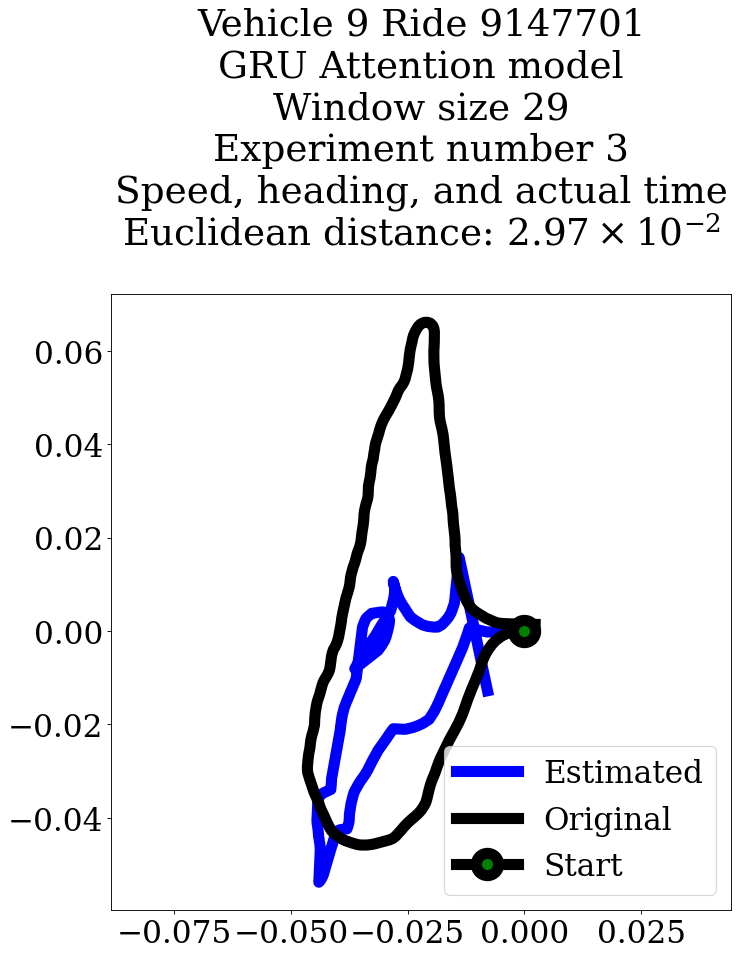 Vehicle 9 Ride 9147701
GRU Attention model
Window size 29
Experiment number 3
Speed, heading, and actual time
Euclidean distance: 2.97 × 10⁻²
0.06
0.04
0.02
0.00
−0.02
−0.04
−0.075 −0.050 −0.025 0.000 0.025
Estimated
Original
Start